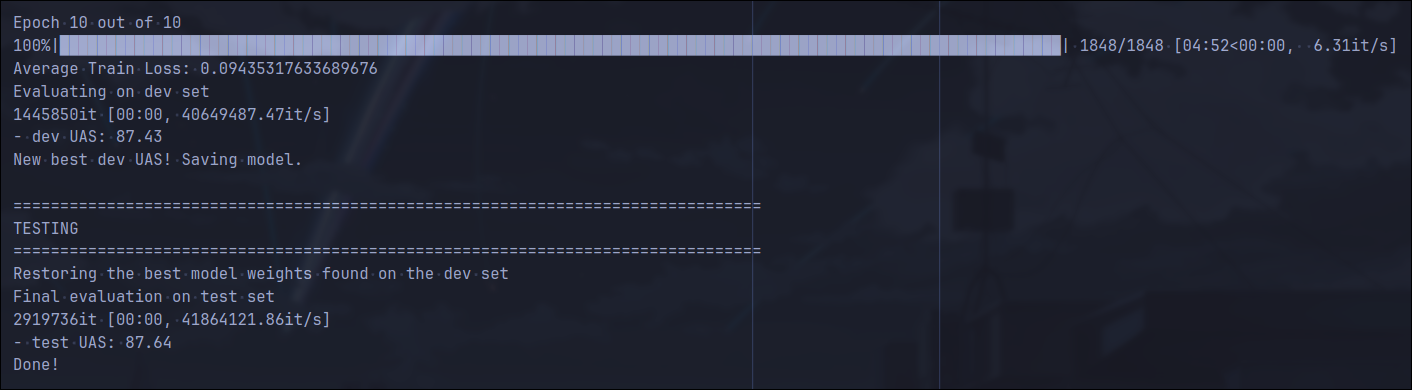 Epoch 10 out of 10
100%|██████████████████████████████████████████████████| 1848/1848 [04:52<00:00,  6.31it/s]
Average Train Loss: 0.09435317633689676
Evaluating on dev set
1445850it [00:00, 40649487.47it/s]
- dev UAS: 87.43
New best dev UAS! Saving model.
================================================================================
TESTING
================================================================================
Restoring the best model weights found on the dev set
Final evaluation on test set
2919736it [00:00, 41864121.86it/s]
- test UAS: 87.64
Done!